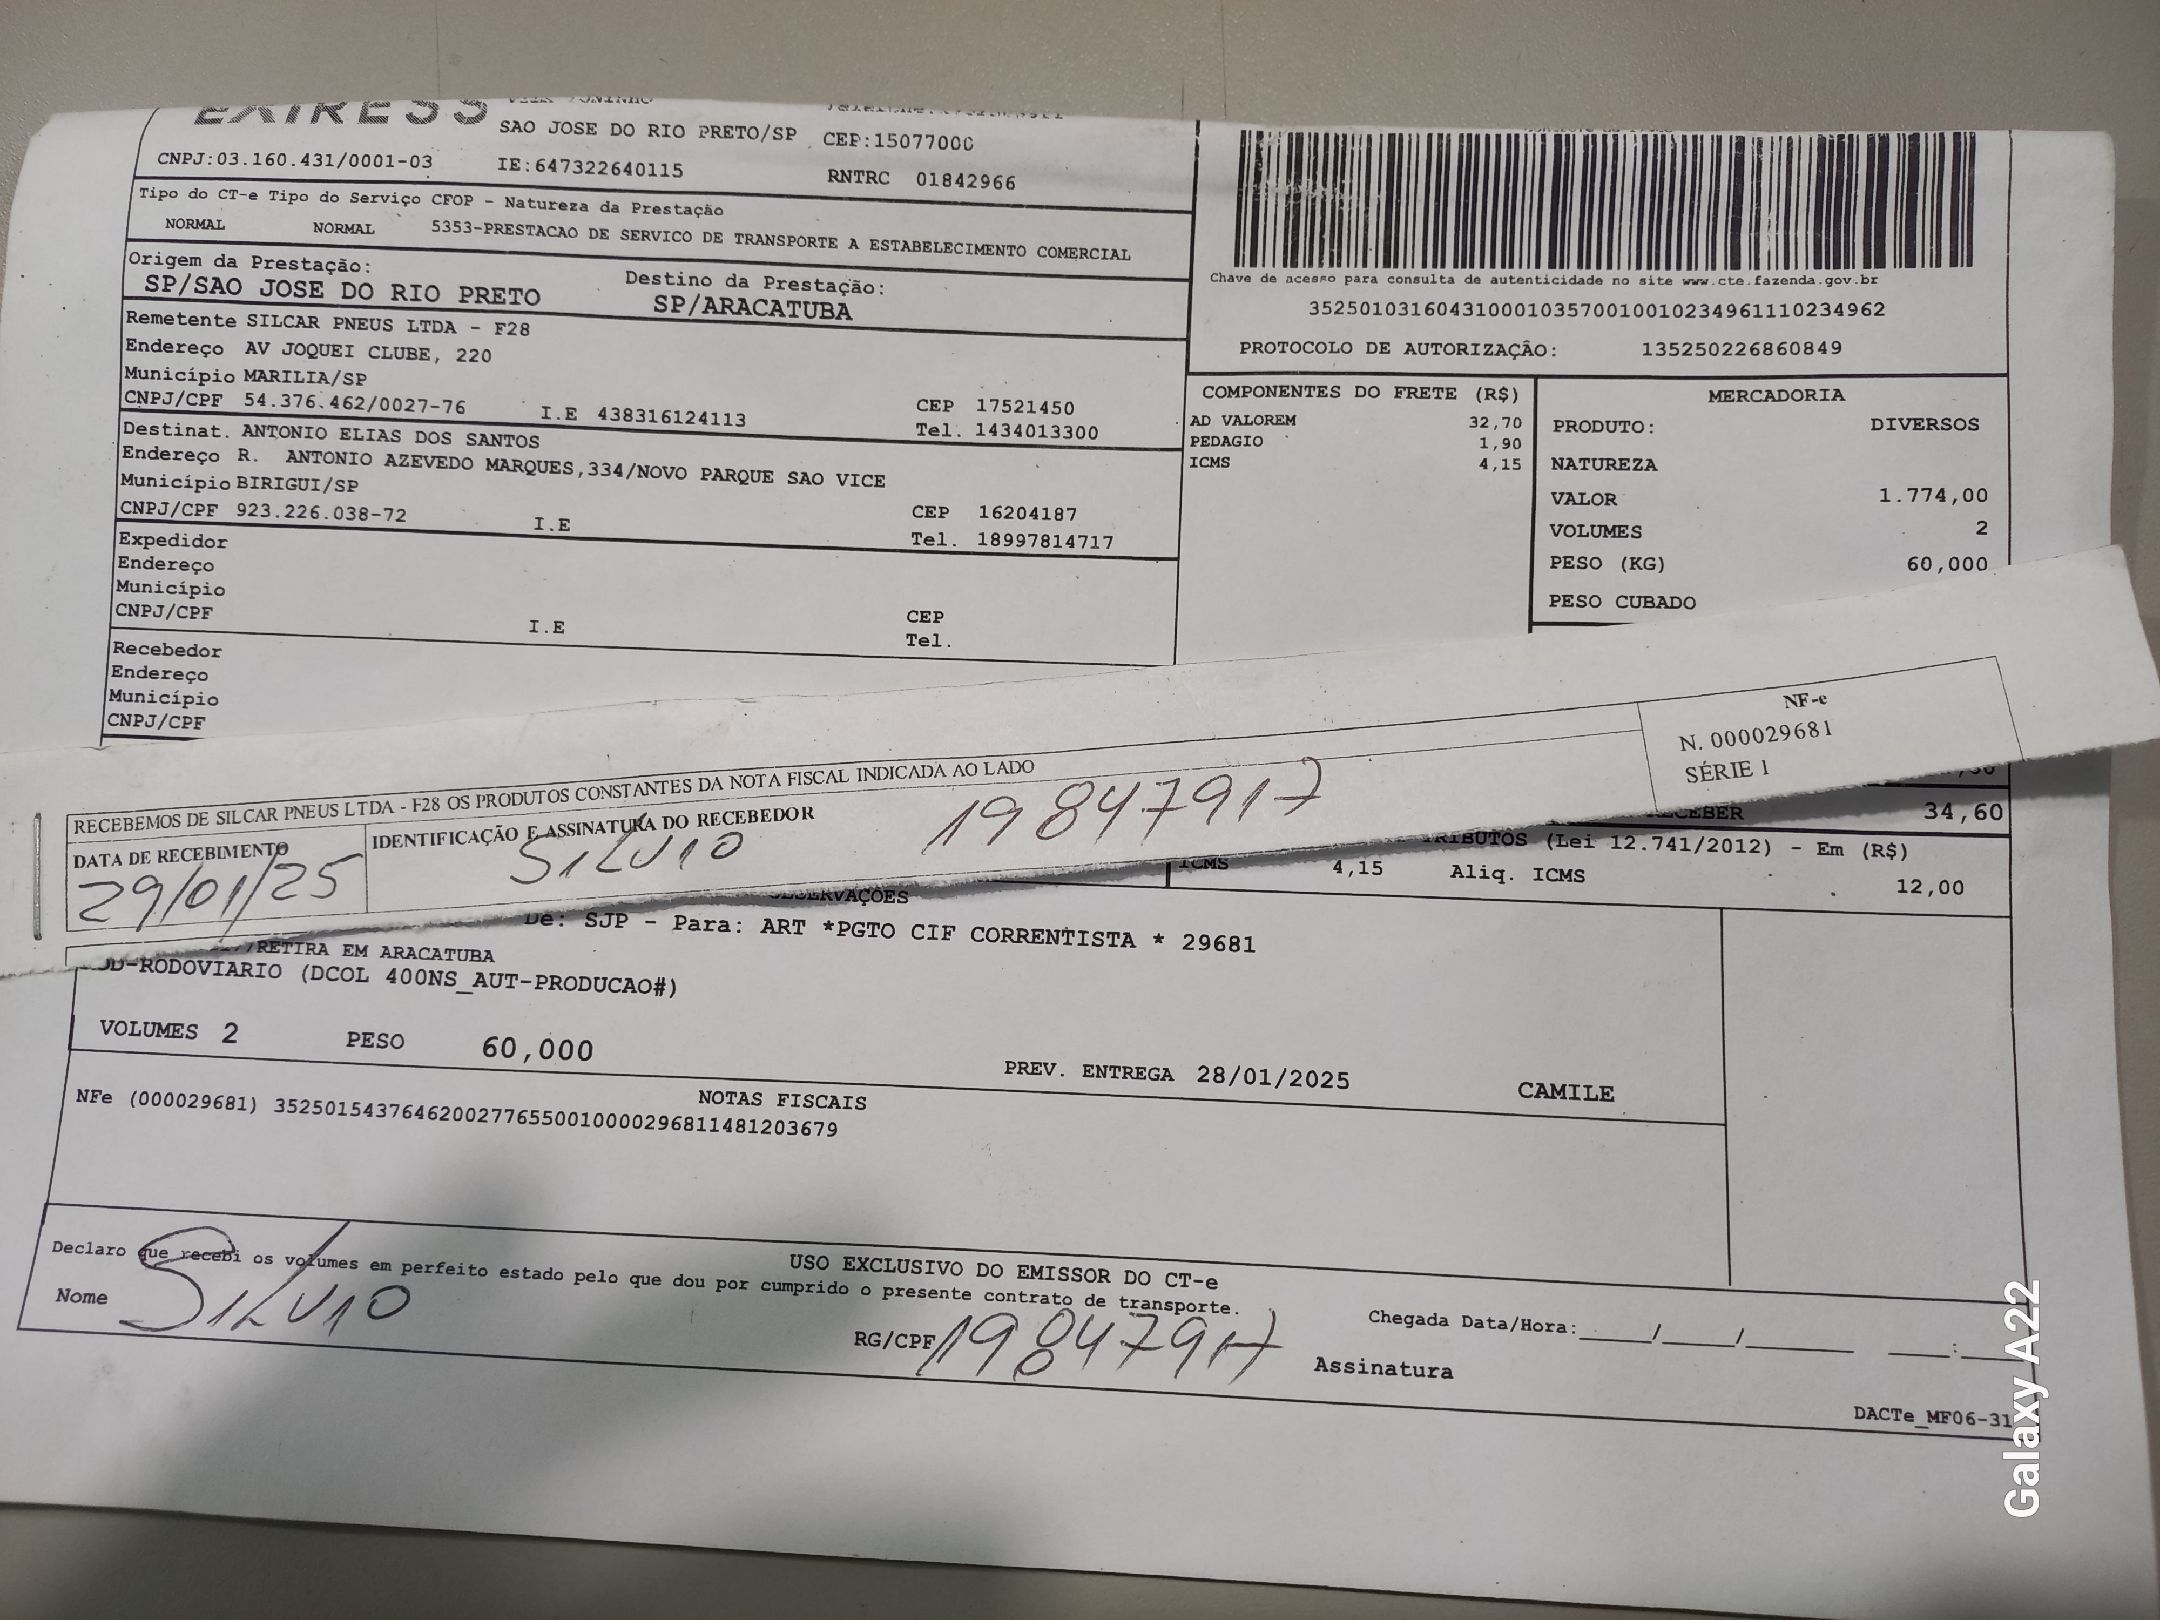 EXPRESS
SAO JOSE DO RIO PRETO/SP CEP:15077000
CNPJ:03.160.431/0001-03 IE:647322640115 RNTRC 01842966
Tipo do CT-e Tipo do Serviço CFOP - Natureza da Prestação
NORMAL NORMAL 5353-PRESTACAO DE SERVICO DE TRANSPORTE A ESTABELECIMENTO COMERCIAL
Origem da Prestação: Destino da Prestação:
SP/SAO JOSE DO RIO PRETO SP/ARACATUBA
Remetente SILCAR PNEUS LTDA - F28
Endereço AV JOQUEI CLUBE, 220
Município MARILIA/SP
CNPJ/CPF 54.376.462/0027-76 I.E 438316124113 CEP 17521450
Tel. 1434013300
Destinat. ANTONIO ELIAS DOS SANTOS
Endereço R. ANTONIO AZEVEDO MARQUES,334/NOVO PARQUE SAO VICE
Município BIRIGUI/SP
CNPJ/CPF 923.226.038-72 I.E CEP 16204187
Tel. 18997814717
Expedidor
Endereço
Município
CNPJ/CPF I.E CEP
Tel.
Recebedor
Endereço
Município
CNPJ/CPF
Chave de acesso para consulta de autenticidade no site www.cte.fazenda.gov.br
35250103160431000103570010010234961110234962
PROTOCOLO DE AUTORIZAÇÃO: 135250226860849
COMPONENTES DO FRETE (R$)
AD VALOREM 32,70
PEDAGIO 1,90
ICMS 4,15
MERCADORIA
PRODUTO: DIVERSOS
NATUREZA
VALOR 1.774,00
VOLUMES 2
PESO (KG) 60,000
PESO CUBADO
RECEBEMOS DE SILCAR PNEUS LTDA - F28 OS PRODUTOS CONSTANTES DA NOTA FISCAL INDICADA AO LADO
DATA DE RECEBIMENTO
29/01/25
IDENTIFICAÇÃO E ASSINATURA DO RECEBEDOR
SILVIO 19847917
NF-e
N. 000029681
SÉRIE 1
RECEBER 34,60
TRIBUTOS (Lei 12.741/2012) - Em (R$)
ICMS 4,15 Aliq. ICMS 12,00
OBSERVAÇÕES
De: SJP - Para: ART *PGTO CIF CORRENTISTA * 29681
/RETIRA EM ARACATUBA
OD-RODOVIARIO (DCOL 400NS_AUT-PRODUCAO#)
VOLUMES 2 PESO 60,000
PREV. ENTREGA 28/01/2025 CAMILE
NOTAS FISCAIS
NFe (000029681) 35250154376462002776550010000296811481203679
USO EXCLUSIVO DO EMISSOR DO CT-e
Declaro que recebi os volumes em perfeito estado pelo que dou por cumprido o presente contrato de transporte.
Nome SILVIO
RG/CPF 19847917
Chegada Data/Hora:____/____/______ ____:____
Assinatura
DACTe_MF06-31
Galaxy A22